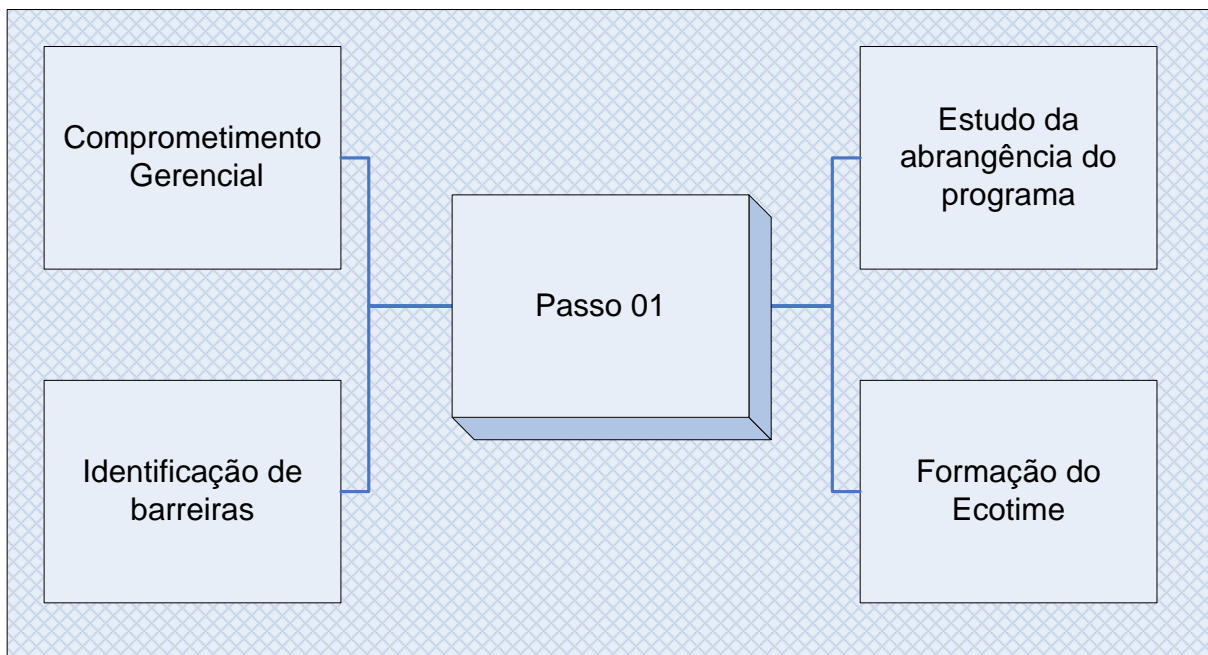 Comprometimento
Gerencial
Identificação de
barreiras
Passo 01
Estudo da
abrangência do
programa
Formação do
Ecotime